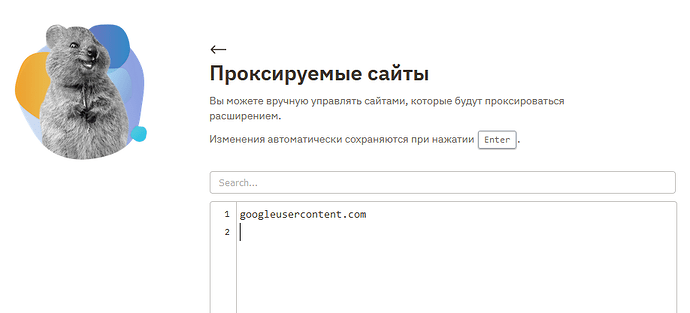 Проксируемые сайты
Вы можете вручную управлять сайтами, которые будут проксироваться
расширением.
Изменения автоматически сохраняются при нажатии Enter.
Search...
1 googleusercontent.com
2